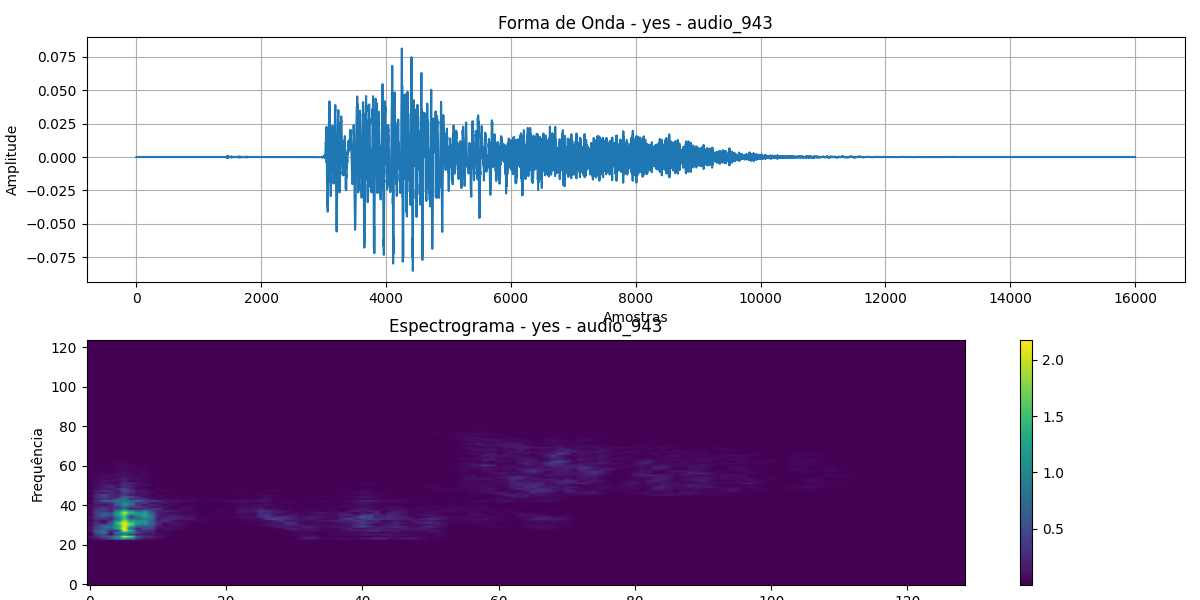 Forma de Onda - yes - audio_943
0.075
0.050
0.025
0.000
−0.025
−0.050
−0.075
Amplitude
0 2000 4000 6000 8000 10000 12000 14000 16000
Amostras
Espectrograma - yes - audio_943
120
100
80
60
40
20
0
Frequência
0 20 40 60 80 100 120
2.0
1.5
1.0
0.5